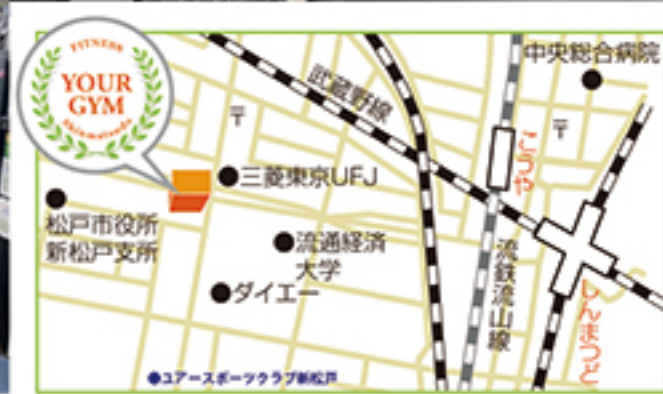 FITNESS
YOUR
GYM
Shinmatsudo
武蔵野線
〒
中央総合病院
〒
こうや
三菱東京UFJ
松戸市役所
新松戸支所
流通経済
大学
ダイエー
流鉄流山線
しんまつど
●ユアースポーツクラブ新松戸